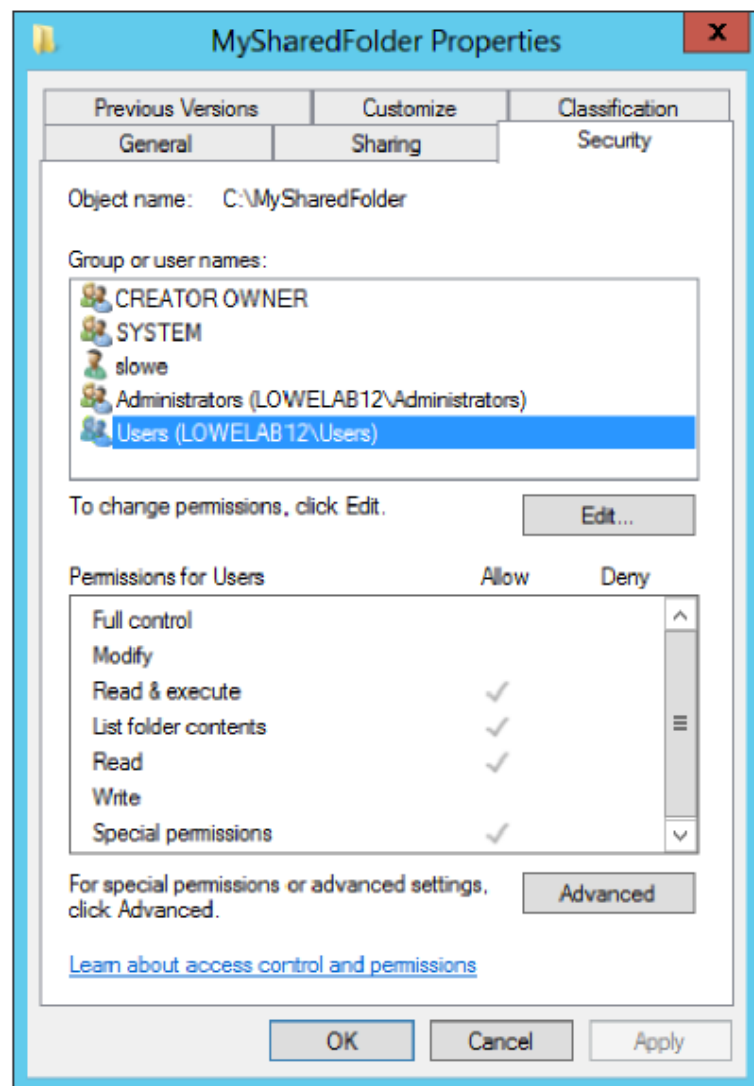 MySharedFolder Properties
x
Previous Versions Customize Classification
General Sharing Security
Object name: C:\MySharedFolder
Group or user names:
CREATOR OWNER
SYSTEM
slowe
Administrators (LOWELAB12\Administrators)
Users (LOWELAB12\Users)
To change permissions, click Edit.
Edit...
Permissions for Users Allow Deny
Full control
Modify
Read & execute
List folder contents
Read
Write
Special permissions
For special permissions or advanced settings,
click Advanced.
Advanced
Learn about access control and permissions
OK Cancel Apply